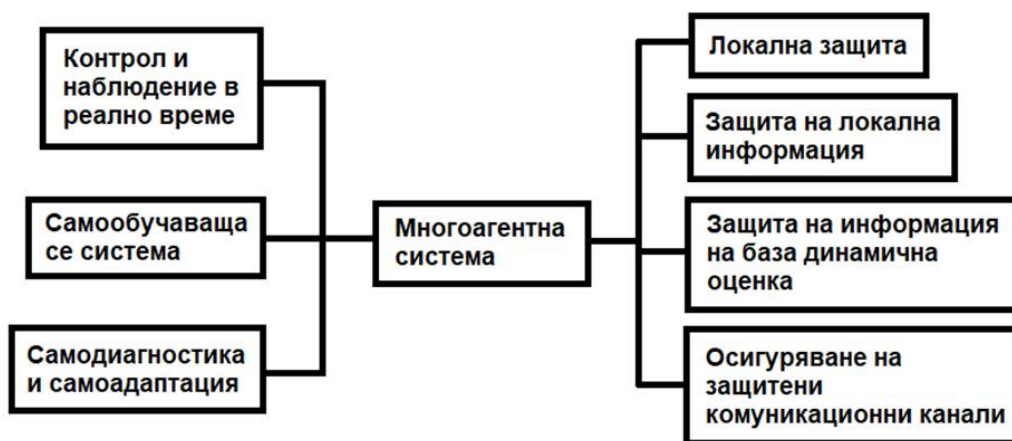 Контрол и
наблюдение в
реално време
Самообучаваща
се система
Самодиагностика
и самоадаптация
Многоагентна
система
Локална защита
Защита на локална
информация
Защита на информация
на база динамична
оценка
Осигуряване на
защитени
комуникационни канали